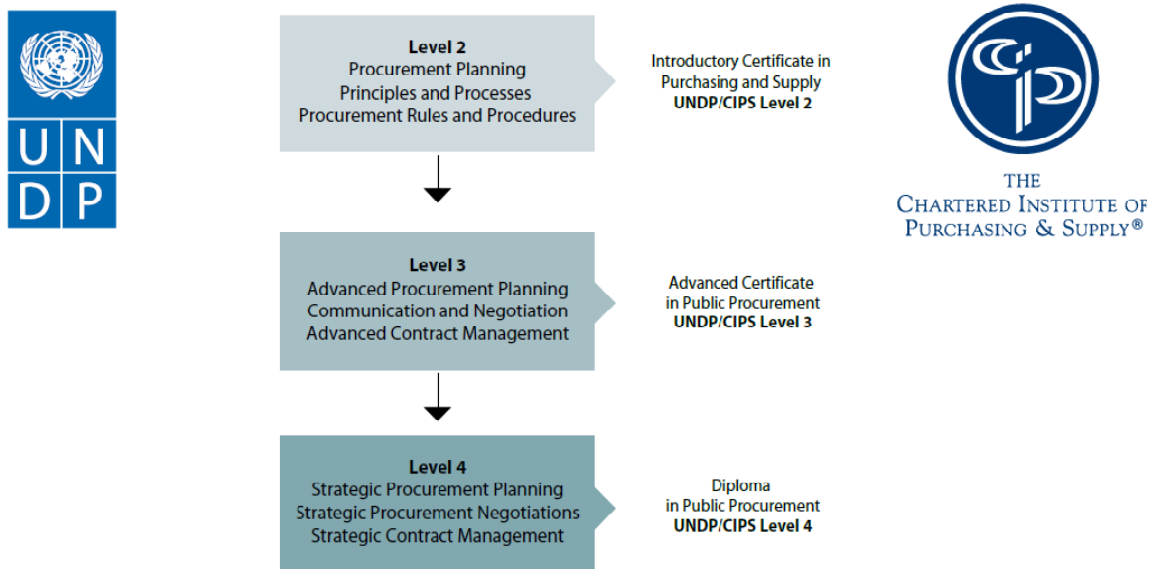 UN
DP
Level 2
Procurement Planning
Principles and Processes
Procurement Rules and Procedures
Introductory Certificate in
Purchasing and Supply
UNDP/CIPS Level 2
THE
CHARTERED INSTITUTE OF
PURCHASING & SUPPLY®
Level 3
Advanced Procurement Planning
Communication and Negotiation
Advanced Contract Management
Advanced Certificate
in Public Procurement
UNDP/CIPS Level 3
Level 4
Strategic Procurement Planning
Strategic Procurement Negotiations
Strategic Contract Management
Diploma
in Public Procurement
UNDP/CIPS Level 4